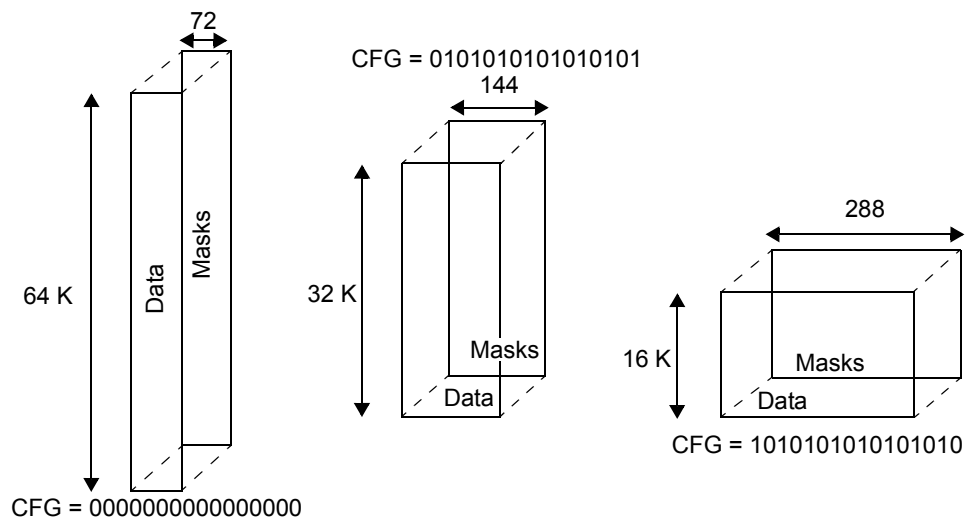 72
64 K
Data
Masks
CFG = 0000000000000000
CFG = 0101010101010101
144
32 K
Masks
Data
288
16 K
Masks
Data
CFG = 1010101010101010